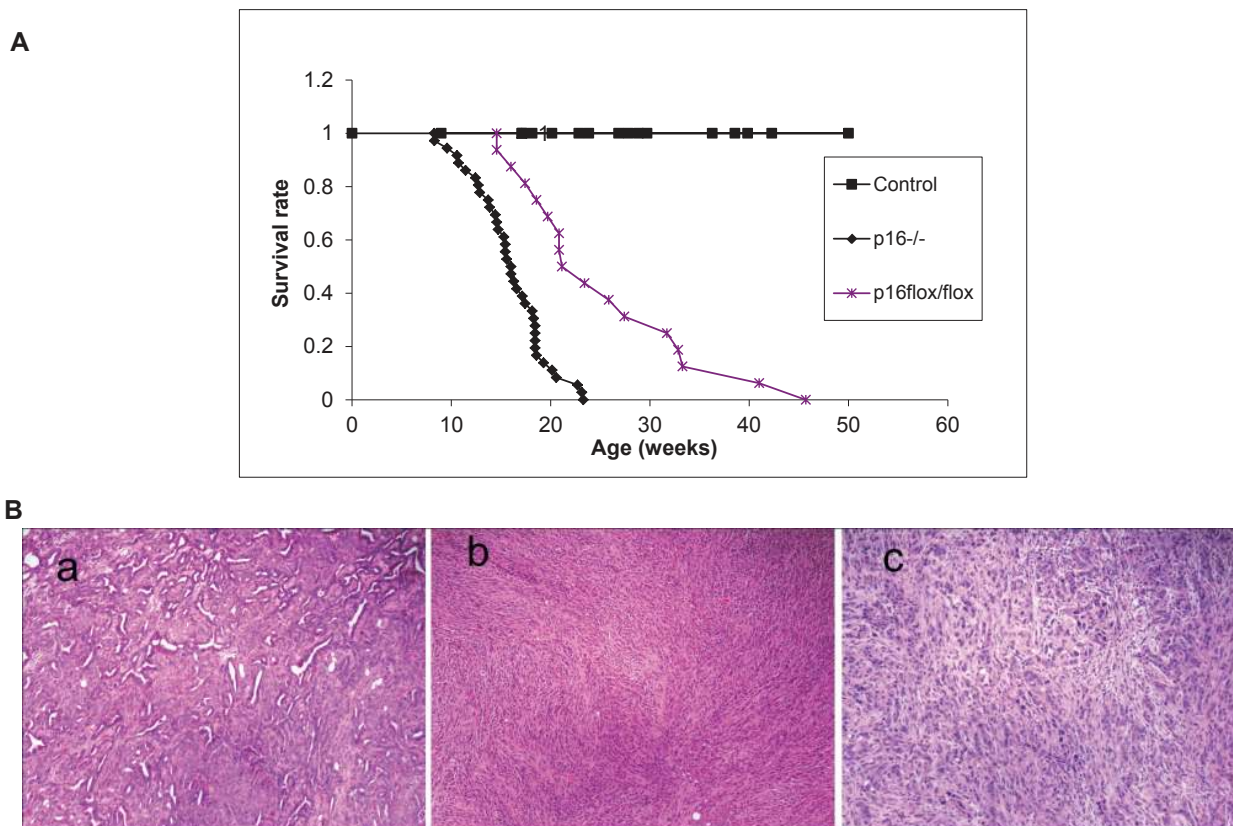 A
1.2
1
0.8
0.6
0.4
0.2
0
Survival rate
1
0 10 20 30 40 50 60
Age (weeks)
Control
p16-/-
p16flox/flox
B
a
b
c